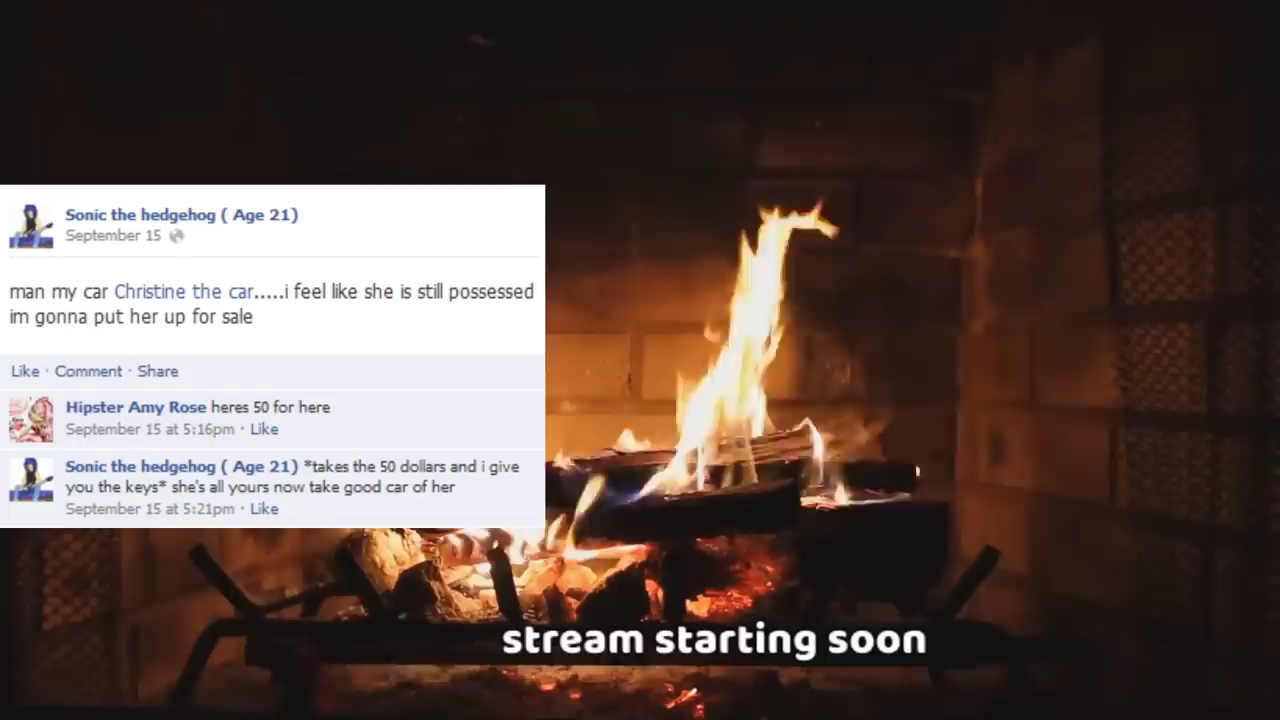 Sonic the hedgehog ( Age 21)
September 15
man my car Christine the car.....i feel like she is still possessed
im gonna put her up for sale
Like · Comment · Share
Hipster Amy Rose heres 50 for here
September 15 at 5:16pm · Like
Sonic the hedgehog ( Age 21) *takes the 50 dollars and i give
you the keys* she's all yours now take good car of her
September 15 at 5:21pm · Like
stream starting soon